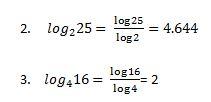 2. log₂25 = log25/log2 = 4.644
3. log₄16 = log16/log4 = 2